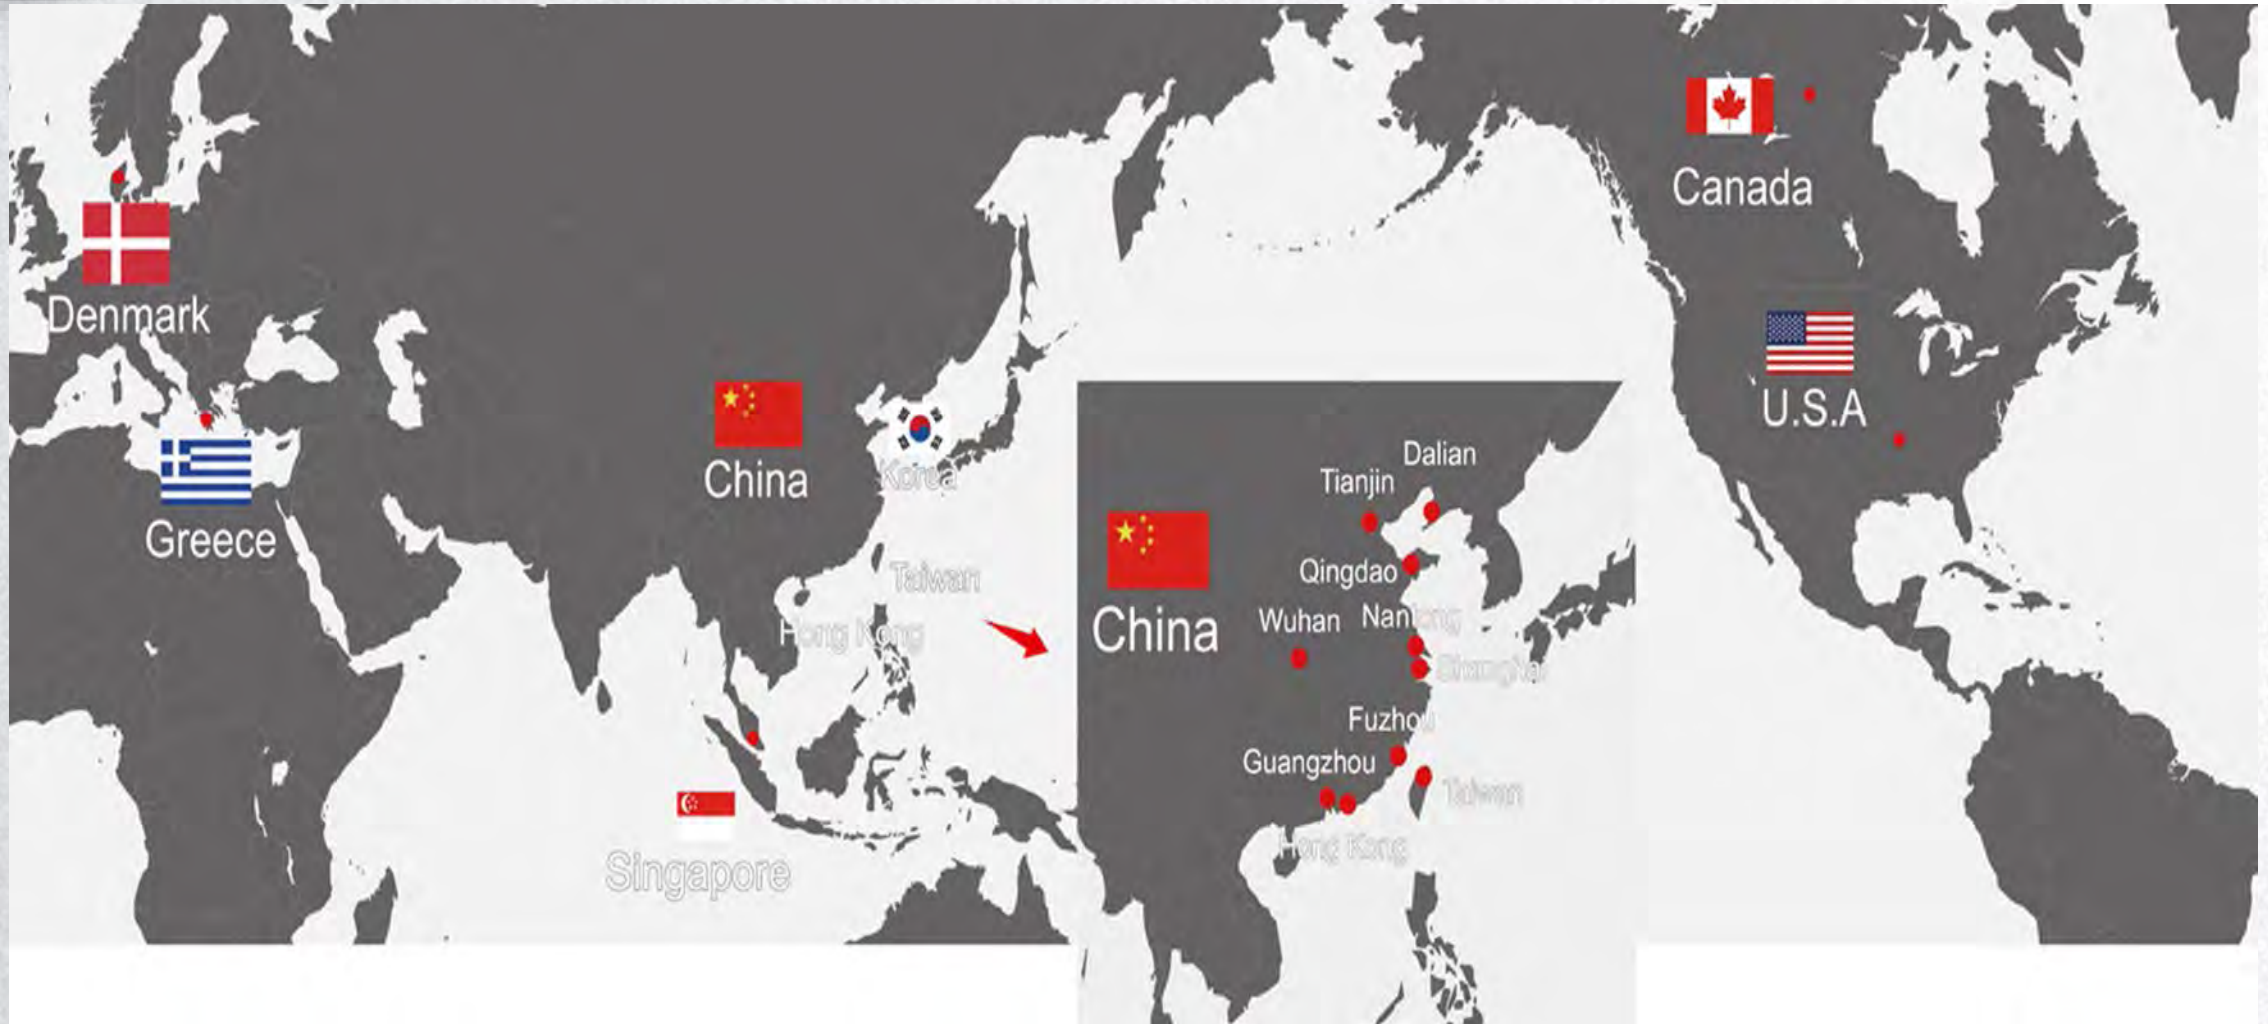 Canada
Denmark
U.S.A
China
Korea
Greece
Taiwan
Hong Kong
Singapore
Dalian
Tianjin
Qingdao
Wuhan
Nantong
China
Shanghai
Fuzhou
Guangzhou
Taiwan
Hong Kong